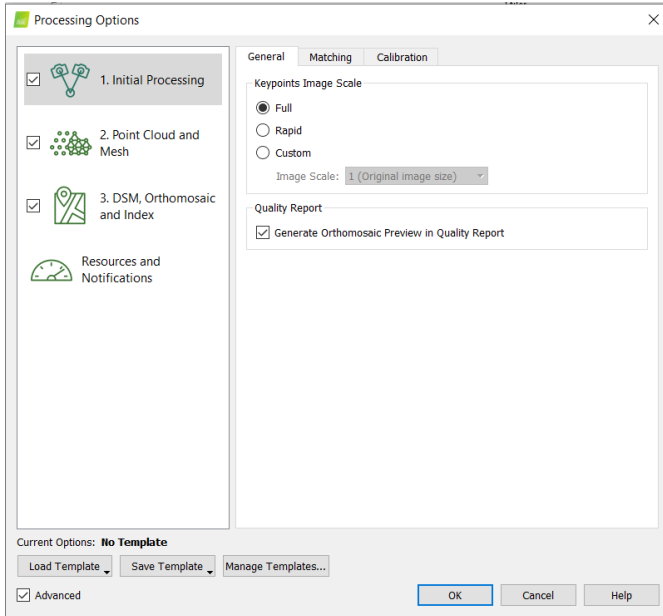 Processing Options
1. Initial Processing
2. Point Cloud and
Mesh
3. DSM, Orthomosaic
and Index
Resources and
Notifications
General Matching Calibration
Keypoints Image Scale
Full
Rapid
Custom
Image Scale: 1 (Original image size)
Quality Report
Generate Orthomosaic Preview in Quality Report
Current Options: No Template
Load Template Save Template Manage Templates...
Advanced OK Cancel Help